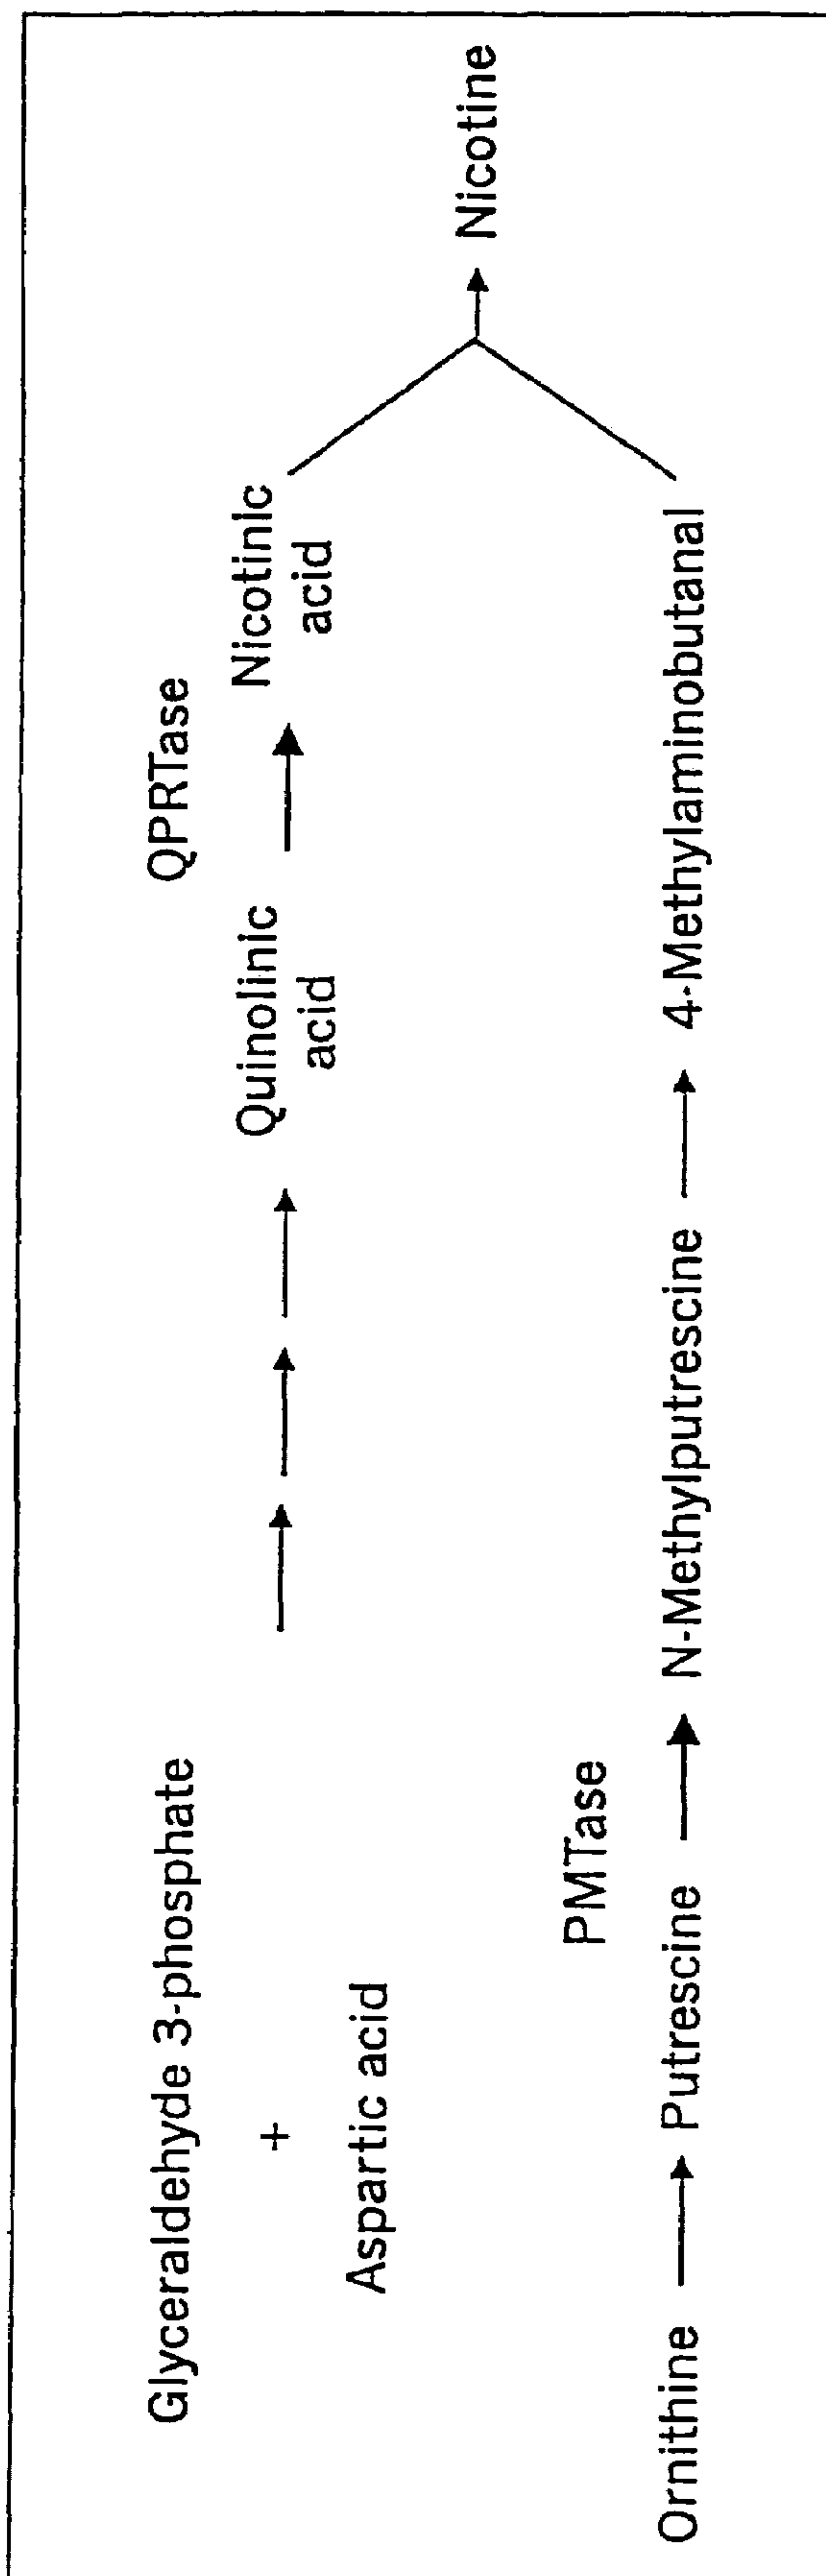 Glyceraldehyde 3-phosphate
+
Aspartic acid
Quinolinic
acid
QPRTase
Nicotinic
acid
Nicotine
PMTase
Ornithine
Putrescine
N-Methylputrescine
4-Methylaminobutanal